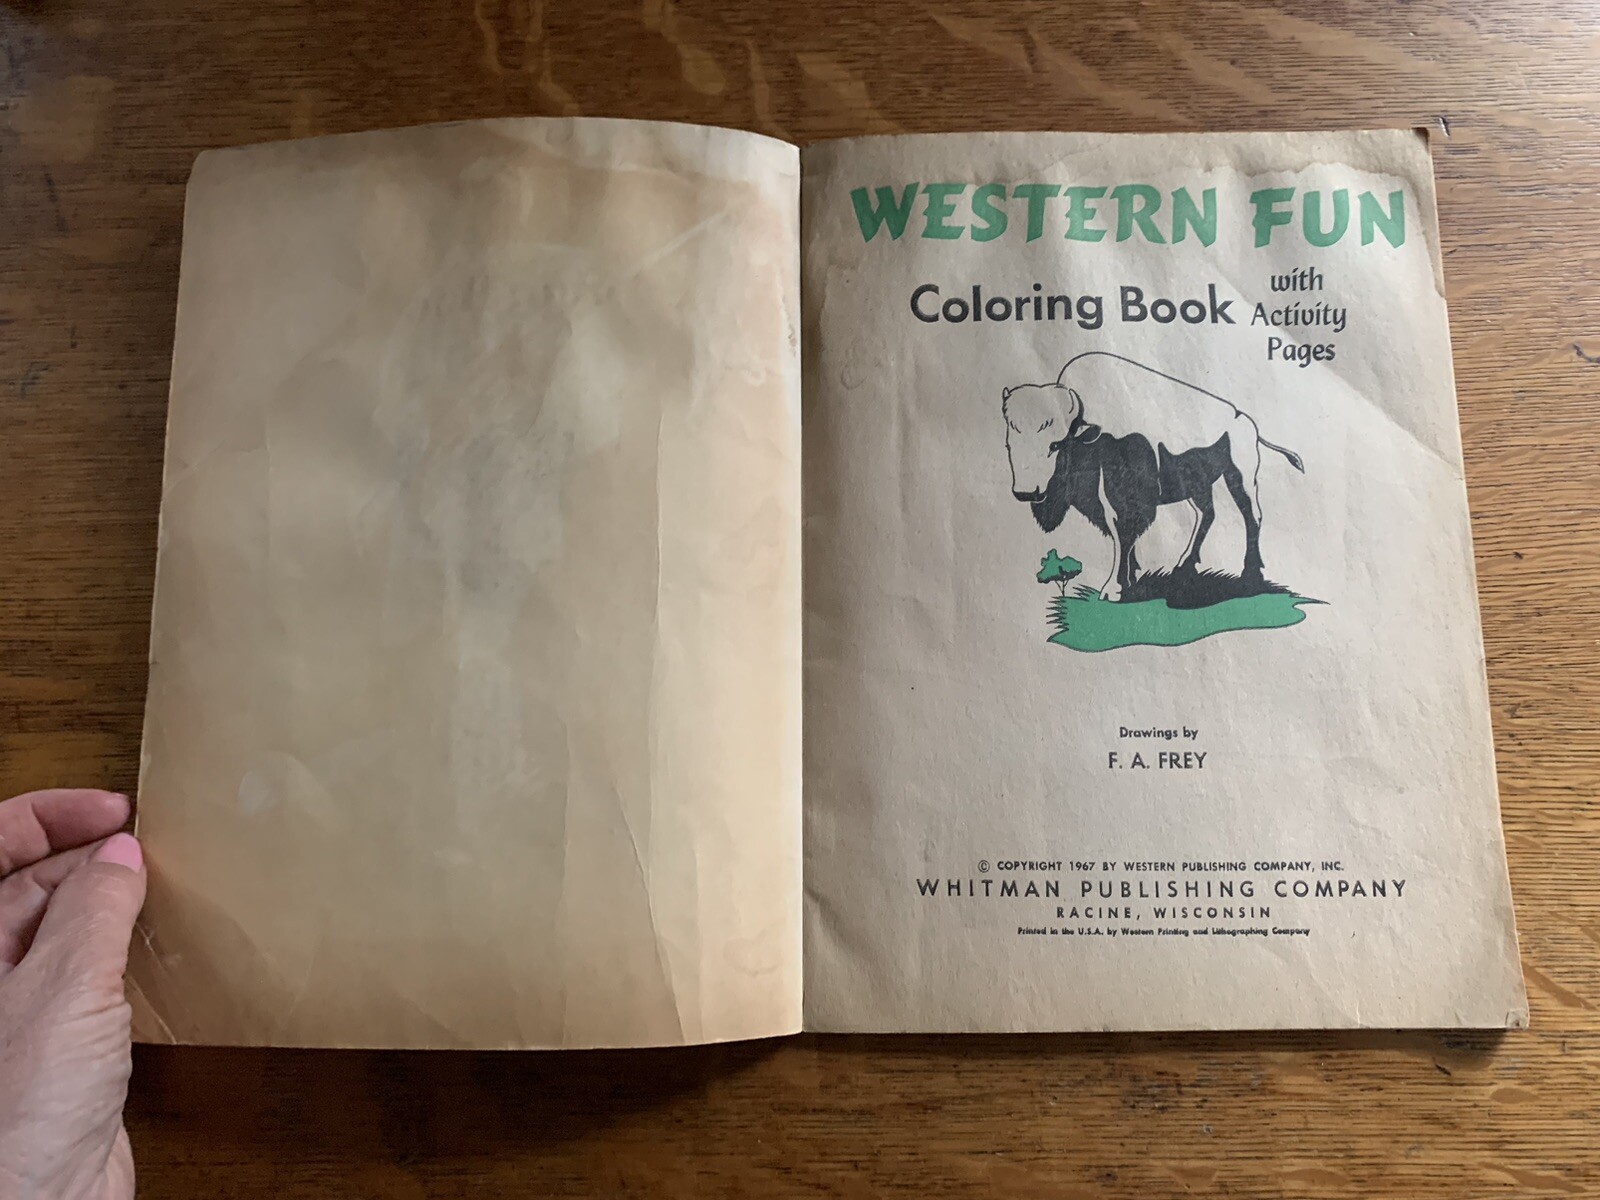 WESTERN FUN
Coloring Book with
Activity
Pages
Drawings by
F. A. FREY
© COPYRIGHT 1967 BY WESTERN PUBLISHING COMPANY, INC.
WHITMAN PUBLISHING COMPANY
RACINE, WISCONSIN
Printed in the U.S.A. by Western Printing and Lithographing Company